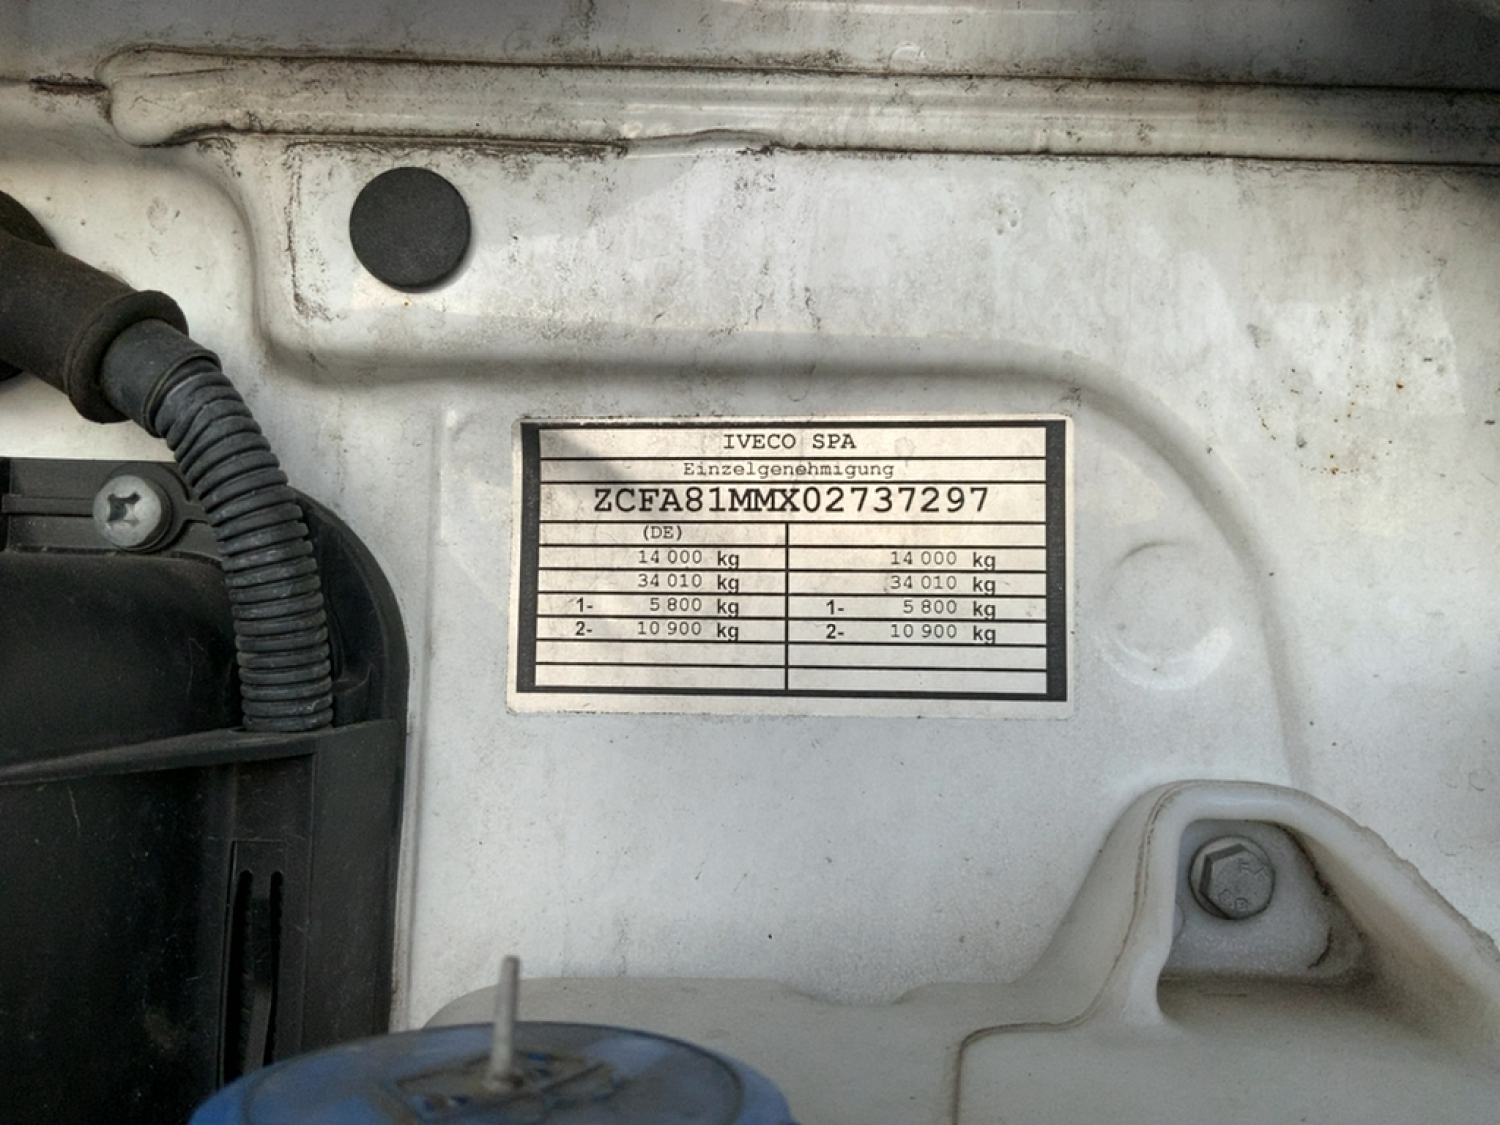 IVECO SPA
Einzelgenehmigung
ZCFA81MMX02737297
(DE)
14 000 kg 14 000 kg
34 010 kg 34 010 kg
1- 5 800 kg 1- 5 800 kg
2- 10 900 kg 2- 10 900 kg